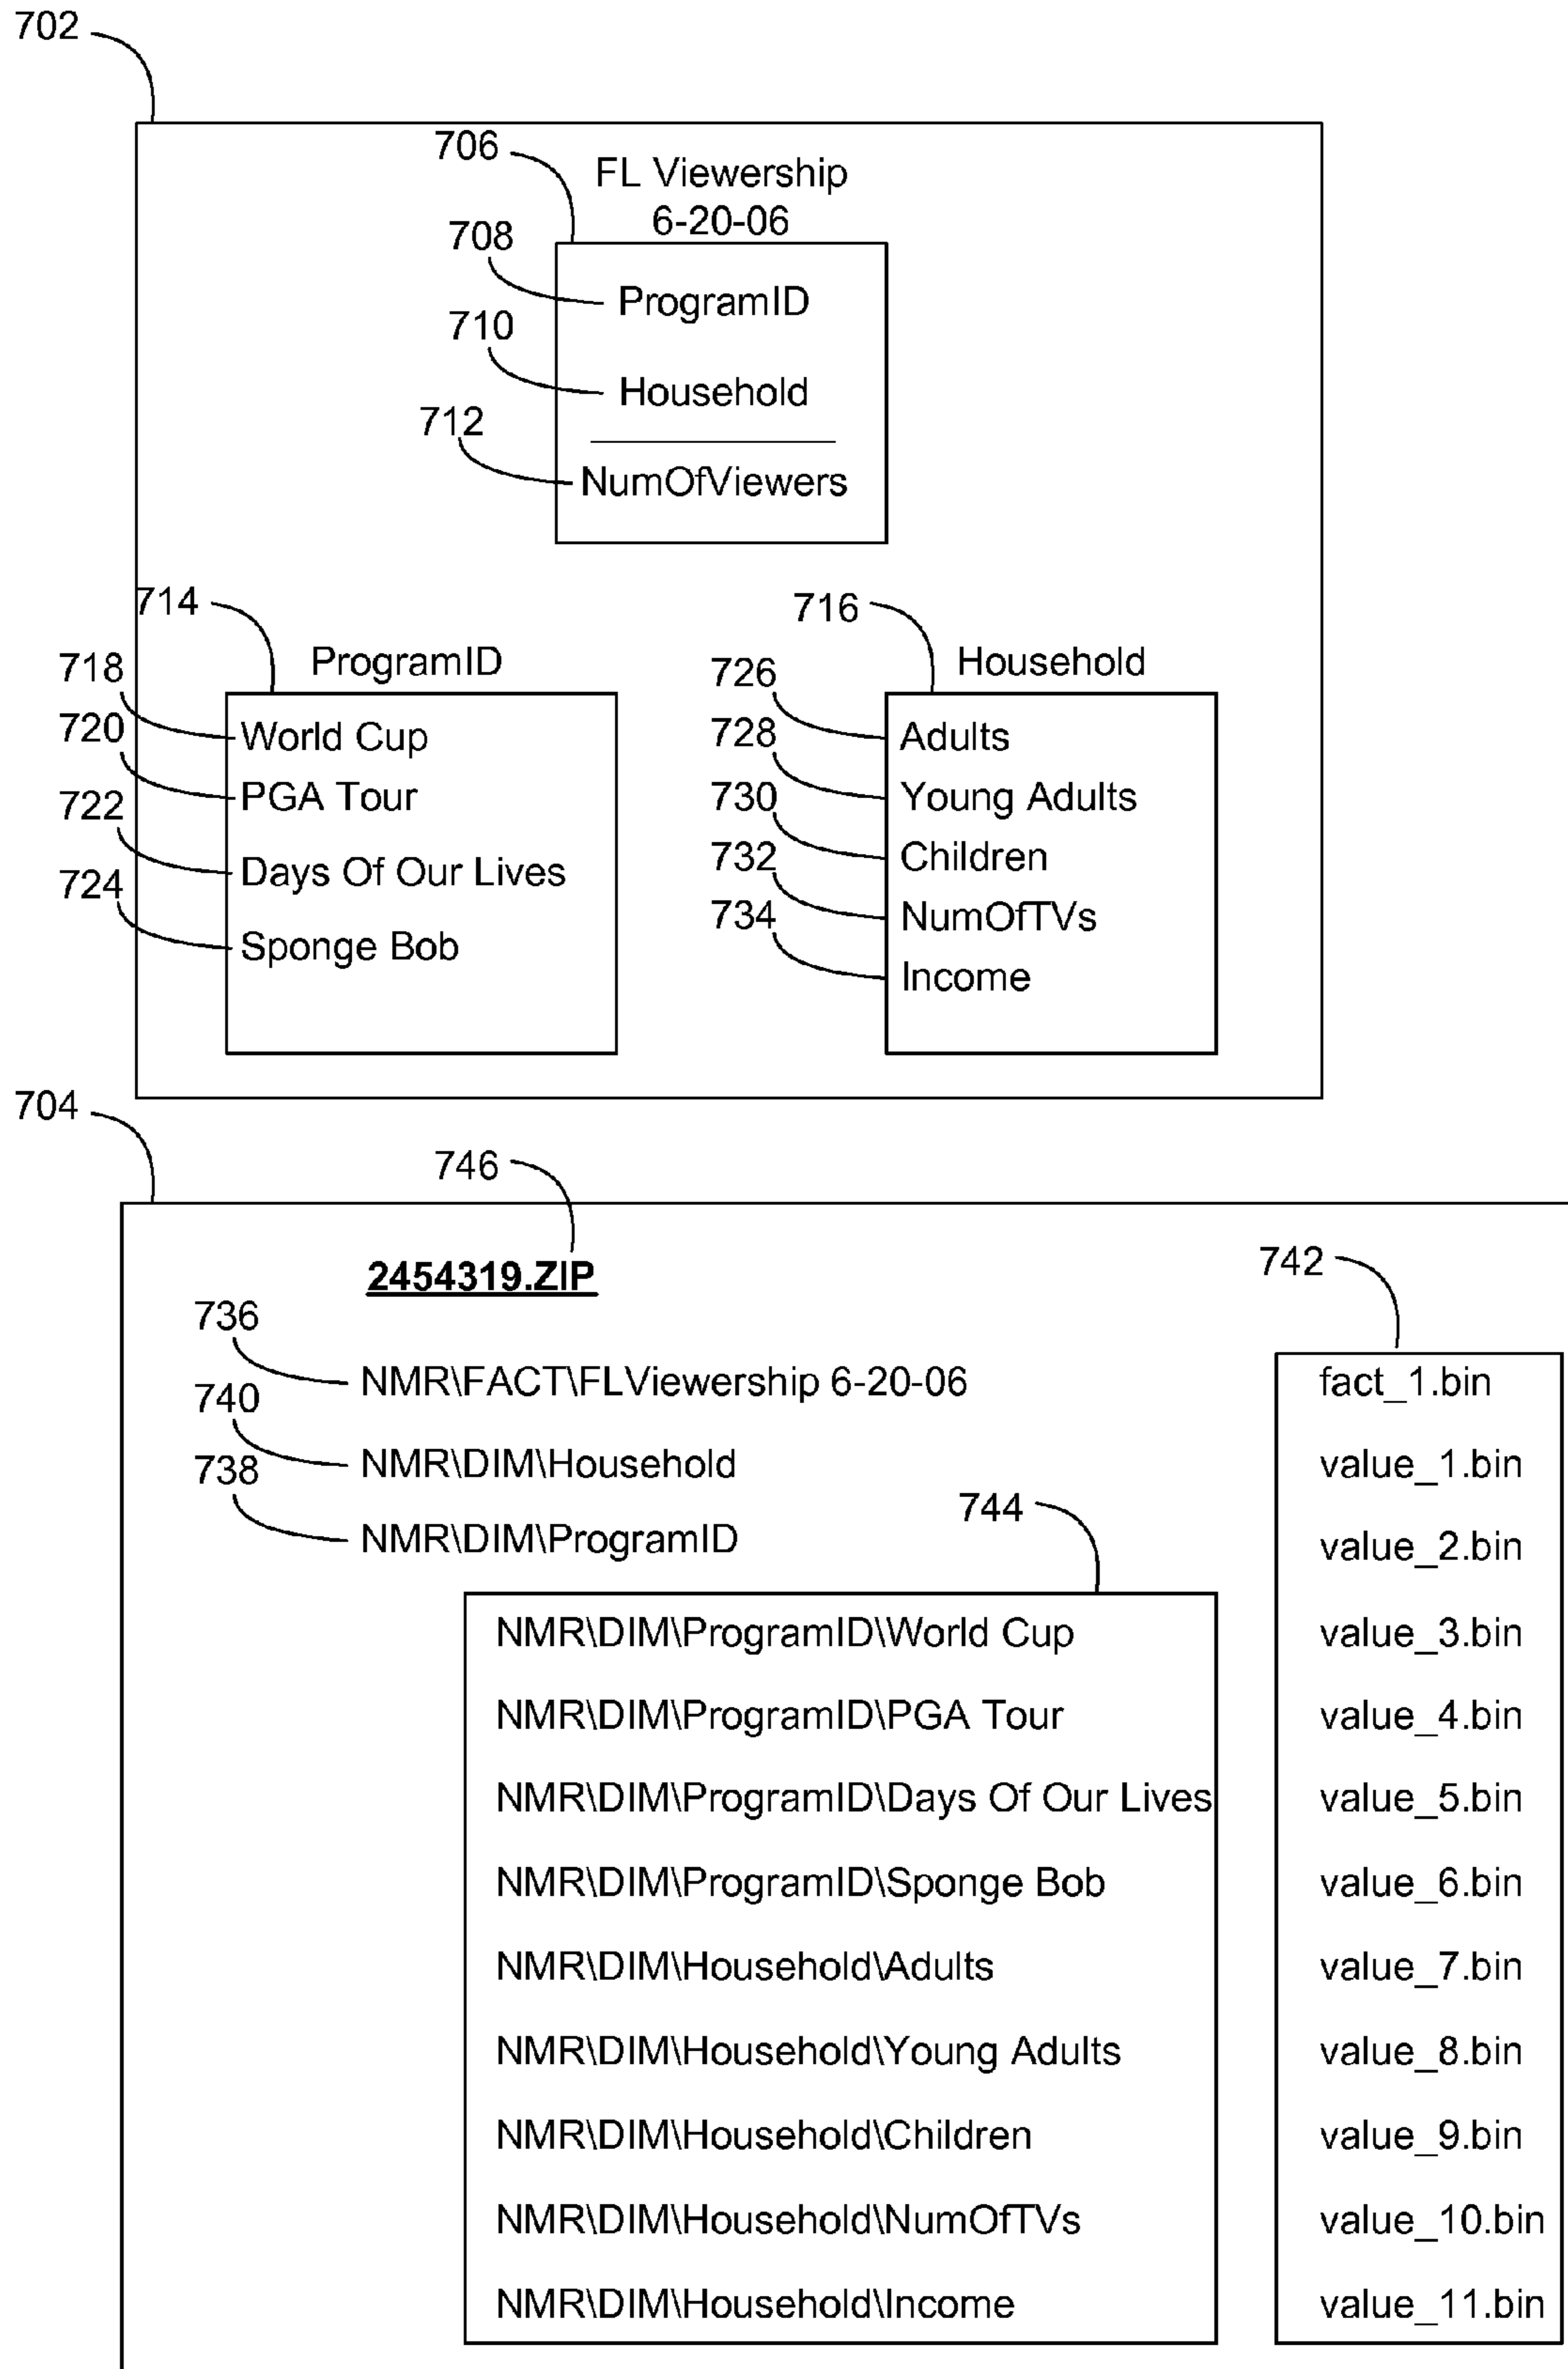 702
706
FL Viewership
6-20-06
708
ProgramID
710
Household
712
NumOfViewers
714
ProgramID
718
World Cup
720
PGA Tour
722
Days Of Our Lives
724
Sponge Bob
716
Household
726
Adults
728
Young Adults
730
Children
732
NumOfTVs
734
Income
704
746
2454319.ZIP
742
736
NMR\FACT\FLViewership 6-20-06
fact_1.bin
740
NMR\DIM\Household
value_1.bin
738
NMR\DIM\ProgramID
value_2.bin
744
NMR\DIM\ProgramID\World Cup
value_3.bin
NMR\DIM\ProgramID\PGA Tour
value_4.bin
NMR\DIM\ProgramID\Days Of Our Lives
value_5.bin
NMR\DIM\ProgramID\Sponge Bob
value_6.bin
NMR\DIM\Household\Adults
value_7.bin
NMR\DIM\Household\Young Adults
value_8.bin
NMR\DIM\Household\Children
value_9.bin
NMR\DIM\Household\NumOfTVs
value_10.bin
NMR\DIM\Household\Income
value_11.bin